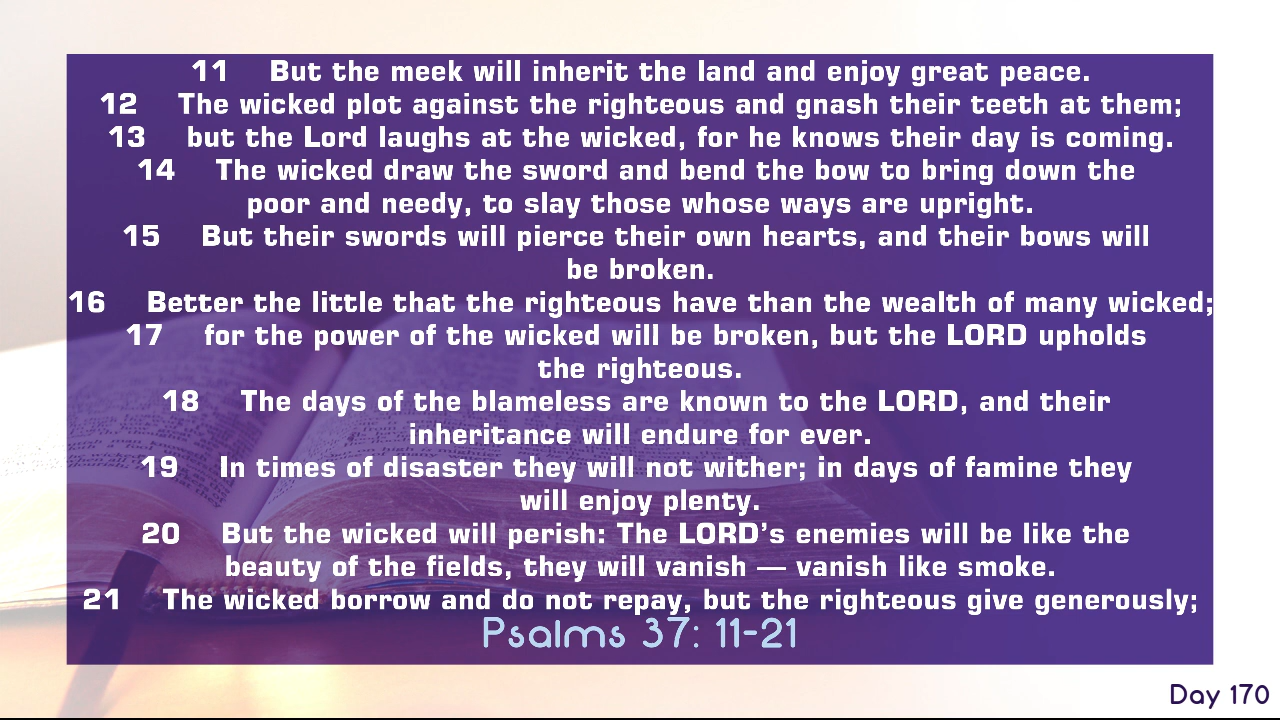 11 But the meek will inherit the land and enjoy great peace.
12 The wicked plot against the righteous and gnash their teeth at them;
13 but the Lord laughs at the wicked, for he knows their day is coming.
14 The wicked draw the sword and bend the bow to bring down the
poor and needy, to slay those whose ways are upright.
15 But their swords will pierce their own hearts, and their bows will
be broken.
16 Better the little that the righteous have than the wealth of many wicked;
17 for the power of the wicked will be broken, but the LORD upholds
the righteous.
18 The days of the blameless are known to the LORD, and their
inheritance will endure for ever.
19 In times of disaster they will not wither; in days of famine they
will enjoy plenty.
20 But the wicked will perish: The LORD’s enemies will be like the
beauty of the fields, they will vanish — vanish like smoke.
21 The wicked borrow and do not repay, but the righteous give generously;
Psalms 37: 11-21
Day 170